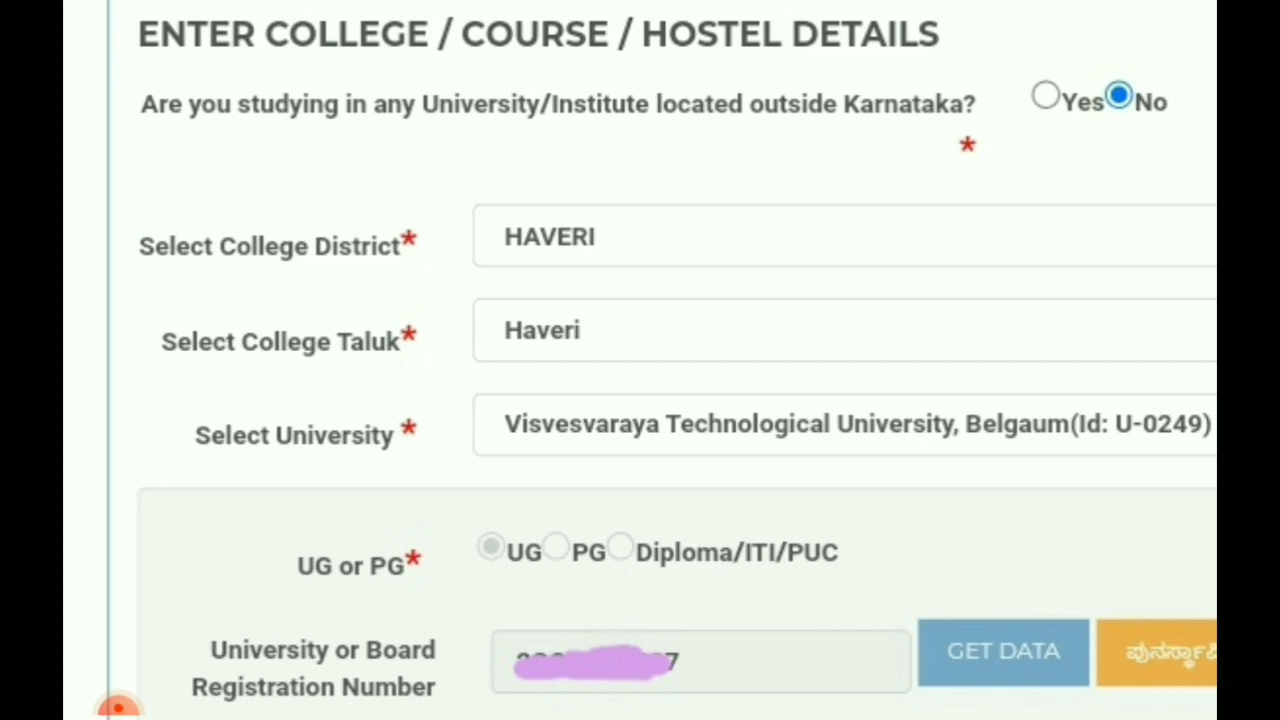 ENTER COLLEGE / COURSE / HOSTEL DETAILS
Are you studying in any University/Institute located outside Karnataka? Yes No
*
Select College District* HAVERI
Select College Taluk* Haveri
Select University * Visvesvaraya Technological University, Belgaum(Id: U-0249)
UG or PG* UG PG Diploma/ITI/PUC
University or Board
Registration Number
GET DATA